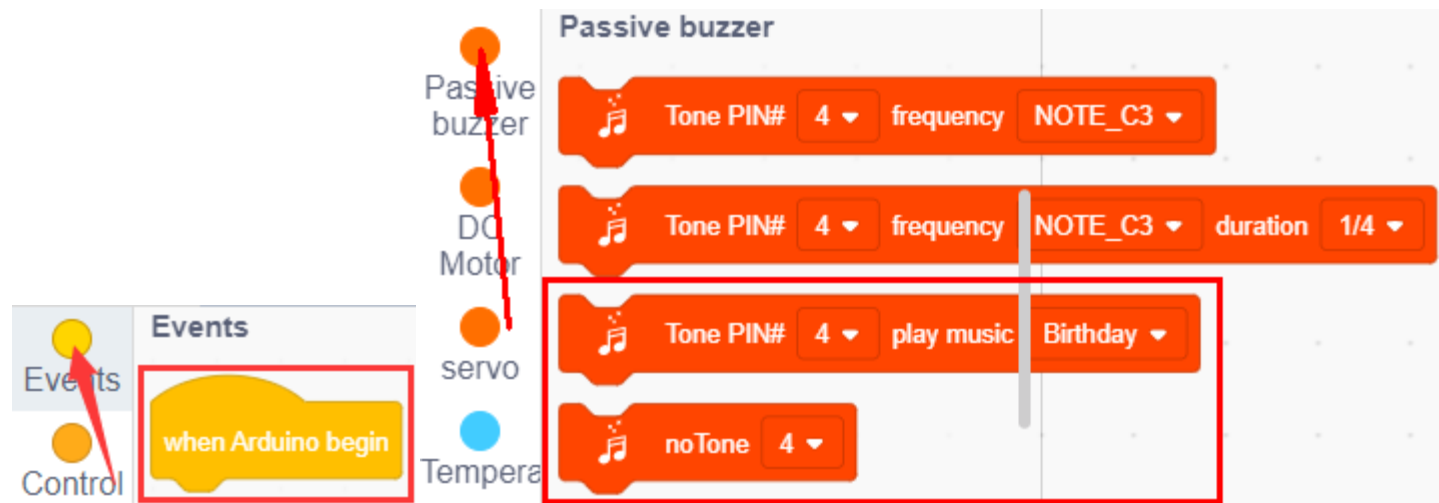 Events
Control
Events
when Arduino begin
Passive
buzzer
DC
Motor
servo
Tempera
Passive buzzer
Tone PIN# 4 frequency NOTE_C3
Tone PIN# 4 frequency NOTE_C3 duration 1/4
Tone PIN# 4 play music Birthday
noTone 4